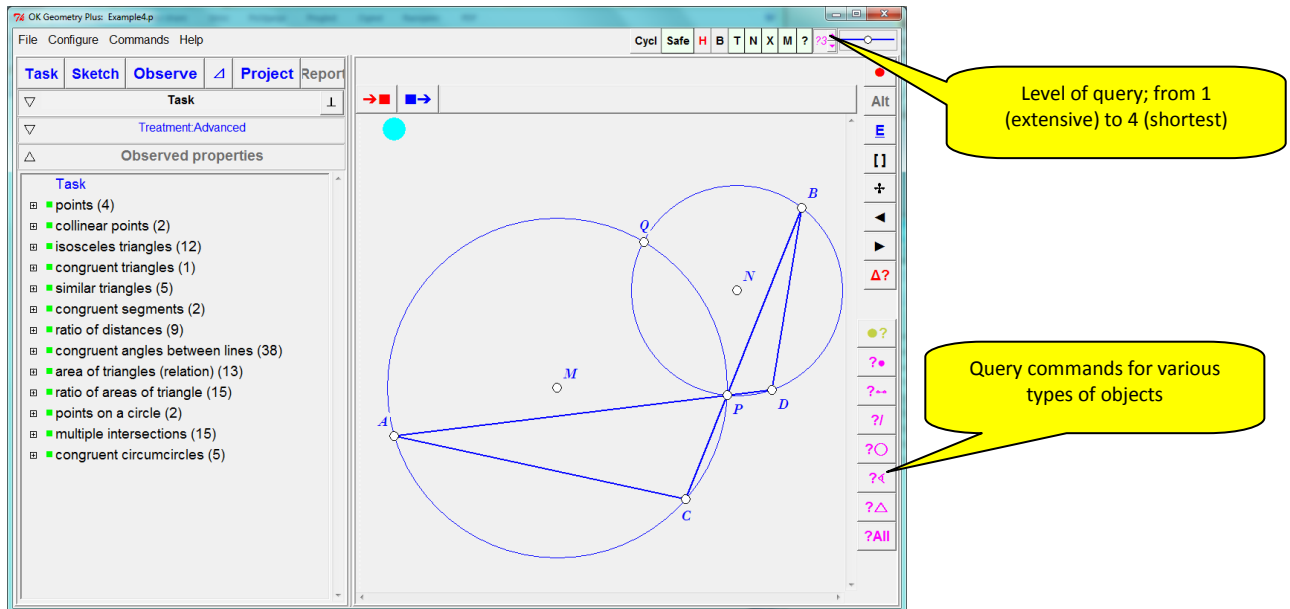 OK Geometry Plus: Example4.p
File Configure Commands Help
Cycl Safe H B T N X M ? ?3
Task Sketch Observe ⊿ Project Report
▽ Task ⊥
▽ Treatment:Advanced
△ Observed properties
Task
points (4)
collinear points (2)
isosceles triangles (12)
congruent triangles (1)
similar triangles (5)
congruent segments (2)
ratio of distances (9)
congruent angles between lines (38)
area of triangles (relation) (13)
ratio of areas of triangle (15)
points on a circle (2)
multiple intersections (15)
congruent circumcircles (5)
B
Q
N
M
P
D
A
C
Alt
E
[ ]
Δ?
●?
?●
?•-•
?/
?○
?∢
?△
?All
Level of query; from 1
(extensive) to 4 (shortest)
Query commands for various
types of objects